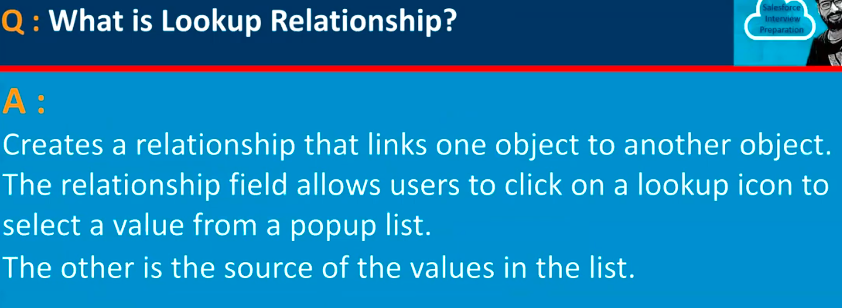 Q : What is Lookup Relationship?
Salesforce
Interview
Preparation
A :
Creates a relationship that links one object to another object.
The relationship field allows users to click on a lookup icon to
select a value from a popup list.
The other is the source of the values in the list.